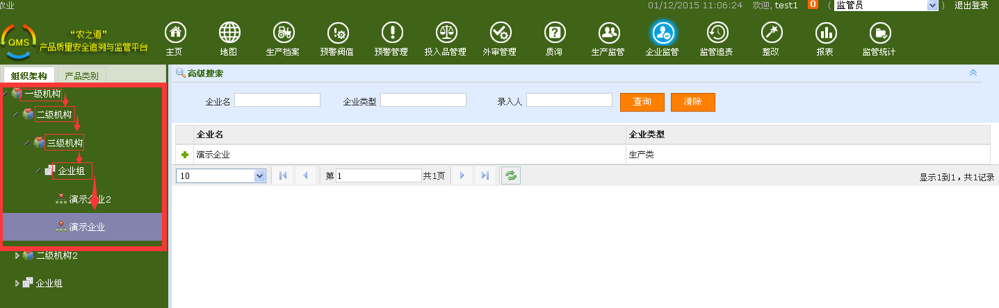 农业
01/12/2015 11:06:24 欢迎, test1 0 ( 监管员 ) 退出登录
QMS
“农之道”
产品质量安全追溯与监管平台
主页 地图 生产档案 预警阀值 预警管理 投入品管理 外审管理 质询 生产监管 企业监管 监管追责 整改 报表 监管统计
组织架构 产品类别
一级机构
二级机构
三级机构
企业组
演示企业2
演示企业
二级机构2
企业组
高级搜索
企业名 企业类型 录入人 查询 清除
企业名 企业类型
演示企业 生产类
10 第 1 共1页 显示1到1，共1记录